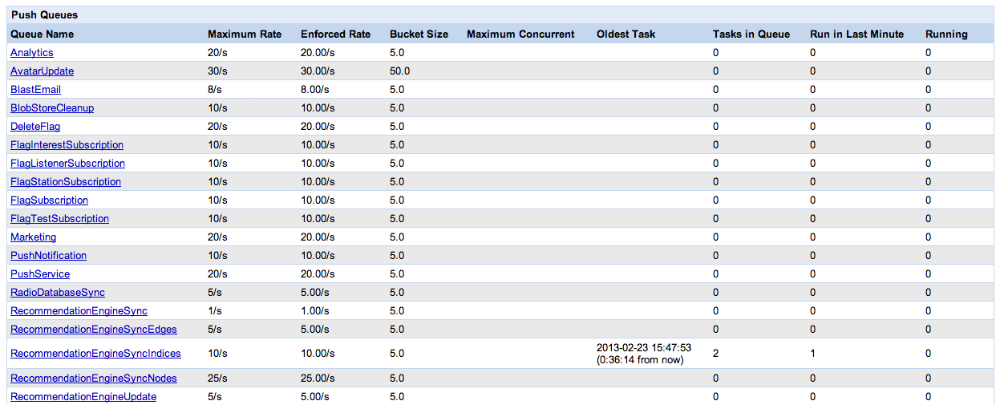 Push Queues
Queue Name Maximum Rate Enforced Rate Bucket Size Maximum Concurrent Oldest Task Tasks in Queue Run in Last Minute Running
Analytics 20/s 20.00/s 5.0 0 0 0
AvatarUpdate 30/s 30.00/s 50.0 0 0 0
BlastEmail 8/s 8.00/s 5.0 0 0 0
BlobStoreCleanup 10/s 10.00/s 5.0 0 0 0
DeleteFlag 20/s 20.00/s 5.0 0 0 0
FlagInterestSubscription 10/s 10.00/s 5.0 0 0 0
FlagListenerSubscription 10/s 10.00/s 5.0 0 0 0
FlagStationSubscription 10/s 10.00/s 5.0 0 0 0
FlagSubscription 10/s 10.00/s 5.0 0 0 0
FlagTestSubscription 10/s 10.00/s 5.0 0 0 0
Marketing 20/s 20.00/s 5.0 0 0 0
PushNotification 10/s 10.00/s 5.0 0 0 0
PushService 20/s 20.00/s 5.0 0 0 0
RadioDatabaseSync 5/s 5.00/s 5.0 0 0 0
RecommendationEngineSync 1/s 1.00/s 5.0 0 0 0
RecommendationEngineSyncEdges 5/s 5.00/s 5.0 0 0 0
RecommendationEngineSyncIndices 10/s 10.00/s 5.0 2013-02-23 15:47:53 2 1 0
(0:36:14 from now)
RecommendationEngineSyncNodes 25/s 25.00/s 5.0 0 0 0
RecommendationEngineUpdate 5/s 5.00/s 5.0 0 0 0